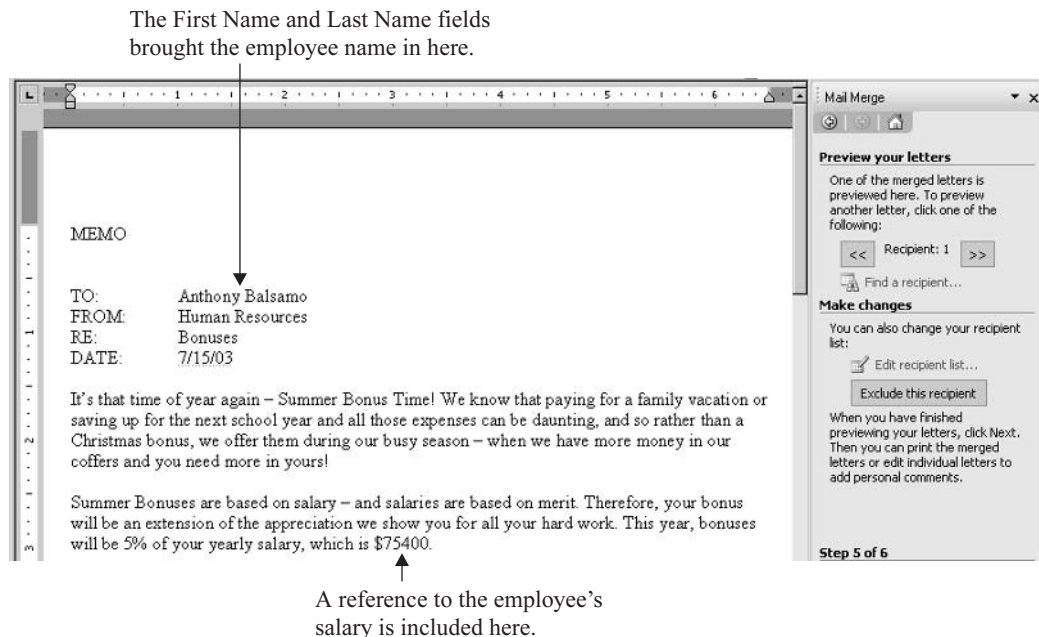 The First Name and Last Name fields
brought the employee name in here.
1 2 3 4 5 6
Mail Merge
Preview your letters
One of the merged letters is
previewed here. To preview
another letter, click one of the
following:
<< Recipient: 1 >>
Find a recipient...
Make changes
You can also change your recipient
list:
Edit recipient list...
Exclude this recipient
When you have finished
previewing your letters, click Next.
Then you can print the merged
letters or edit individual letters to
add personal comments.
Step 5 of 6
MEMO
TO: Anthony Balsamo
FROM: Human Resources
RE: Bonuses
DATE: 7/15/03
It's that time of year again – Summer Bonus Time! We know that paying for a family vacation or
saving up for the next school year and all those expenses can be daunting, and so rather than a
Christmas bonus, we offer them during our busy season – when we have more money in our
coffers and you need more in yours!
Summer Bonuses are based on salary – and salaries are based on merit. Therefore, your bonus
will be an extension of the appreciation we show you for all your hard work. This year, bonuses
will be 5% of your yearly salary, which is $75400.
1
2
3
A reference to the employee's
salary is included here.